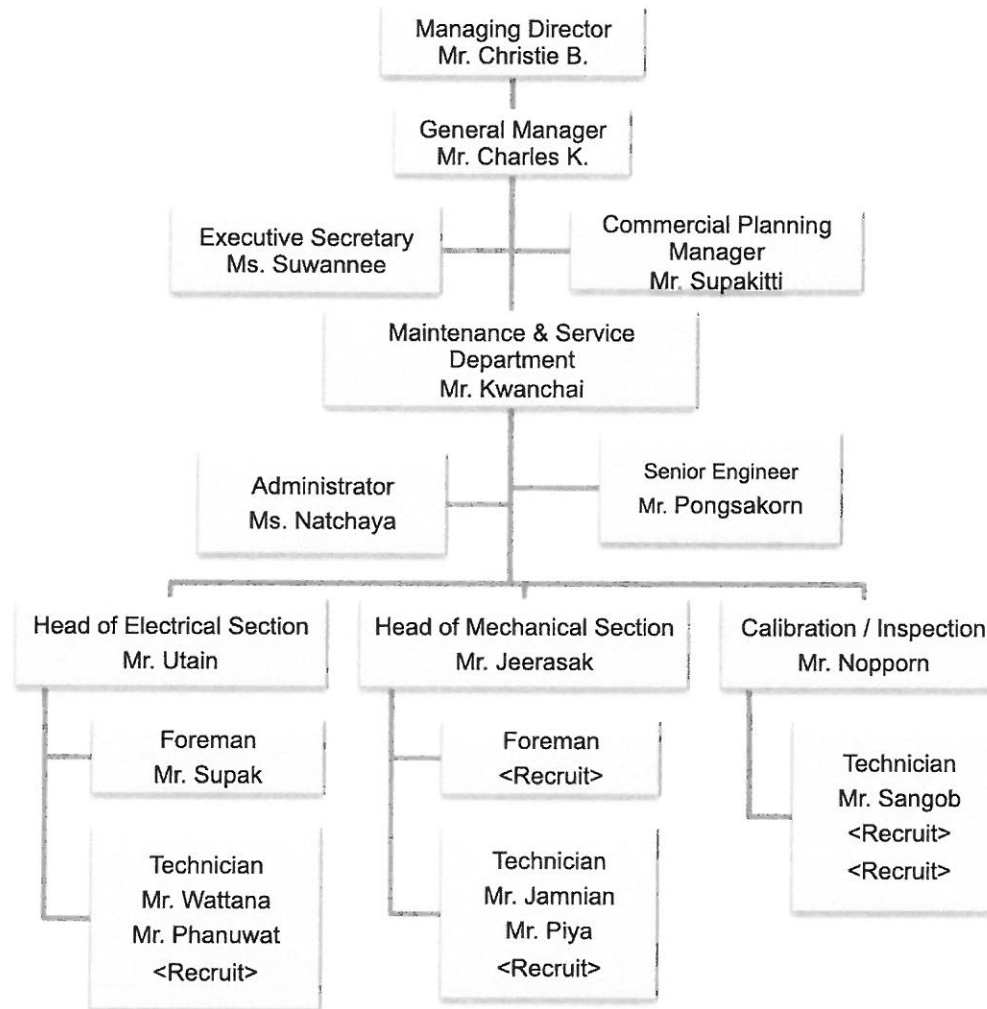 Managing Director
Mr. Christie B.
General Manager
Mr. Charles K.
Executive Secretary
Ms. Suwannee
Commercial Planning
Manager
Mr. Supakitti
Maintenance & Service
Department
Mr. Kwanchai
Administrator
Ms. Natchaya
Senior Engineer
Mr. Pongsakorn
Head of Electrical Section
Mr. Utain
Head of Mechanical Section
Mr. Jeerasak
Calibration / Inspection
Mr. Nopporn
Foreman
Mr. Supak
Technician
Mr. Wattana
Mr. Phanuwat
<Recruit>
Foreman
<Recruit>
Technician
Mr. Jamnian
Mr. Piya
<Recruit>
Technician
Mr. Sangob
<Recruit>
<Recruit>